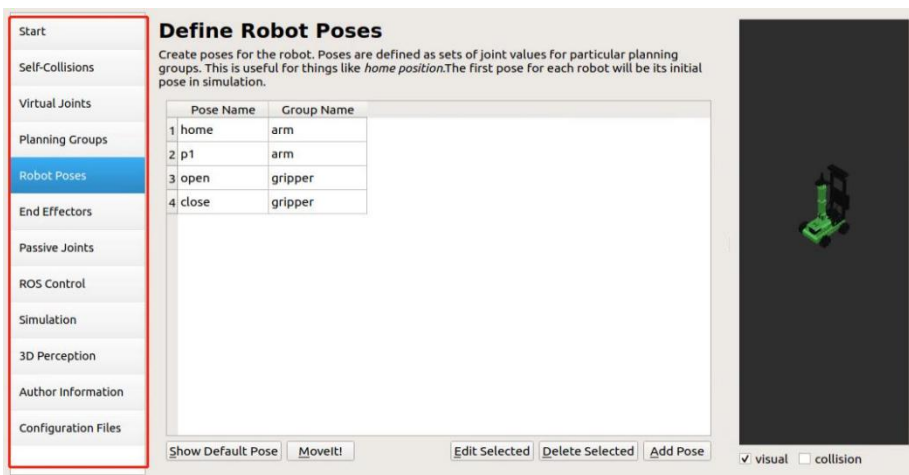 Start
Self-Collisions
Virtual Joints
Planning Groups
Robot Poses
End Effectors
Passive Joints
ROS Control
Simulation
3D Perception
Author Information
Configuration Files
Define Robot Poses
Create poses for the robot. Poses are defined as sets of joint values for particular planning
groups. This is useful for things like home position.The first pose for each robot will be its initial
pose in simulation.
Pose Name Group Name
1 home arm
2 p1 arm
3 open gripper
4 close gripper
Show Default Pose MoveIt! Edit Selected Delete Selected Add Pose
visual collision